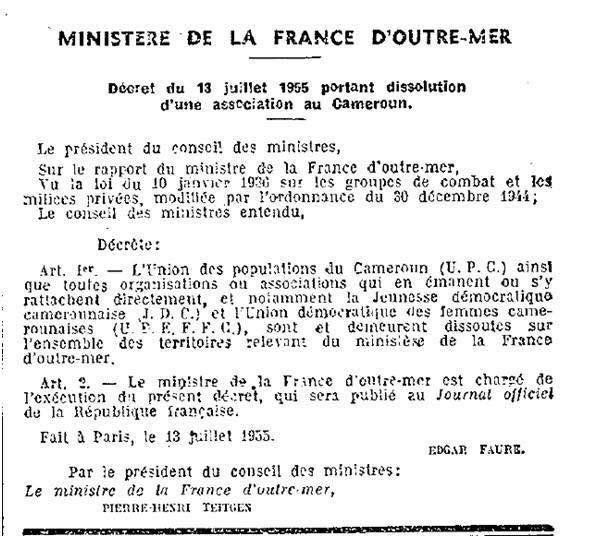 MINISTERE DE LA FRANCE D'OUTRE-MER
Décret du 13 juillet 1955 portant dissolution
d'une association au Cameroun.
Le président du conseil des ministres,
Sur le rapport du ministre de la France d'outre-mer,
Vu la loi du 10 janvier 1936 sur les groupes de combat et les
milices privées, modifiée par l'ordonnance du 30 décembre 1944;
Le conseil des ministres entendu,
Décrète:
Art. 1er. — L'Union des populations du Cameroun (U. P. C.) ainsi
que toutes organisations ou associations qui en émanent ou s'y
rattachent directement, et notamment la Jeunesse démocratique
camerounaise (J. D. C.) et l'Union démocratique des femmes came-
rounaises (U. D. E. F. E. C.), sont et demeurent dissoutes sur
l'ensemble des territoires relevant du ministère de la France
d'outre-mer.
Art. 2. — Le ministre de la France d'outre-mer est chargé de
l'exécution du présent décret, qui sera publié au Journal officiel
de la République française.
Fait à Paris, le 13 juillet 1955.
EDGAR FAURE.
Par le président du conseil des ministres:
Le ministre de la France d'outre-mer,
PIERRE-HENRI TEITGEN